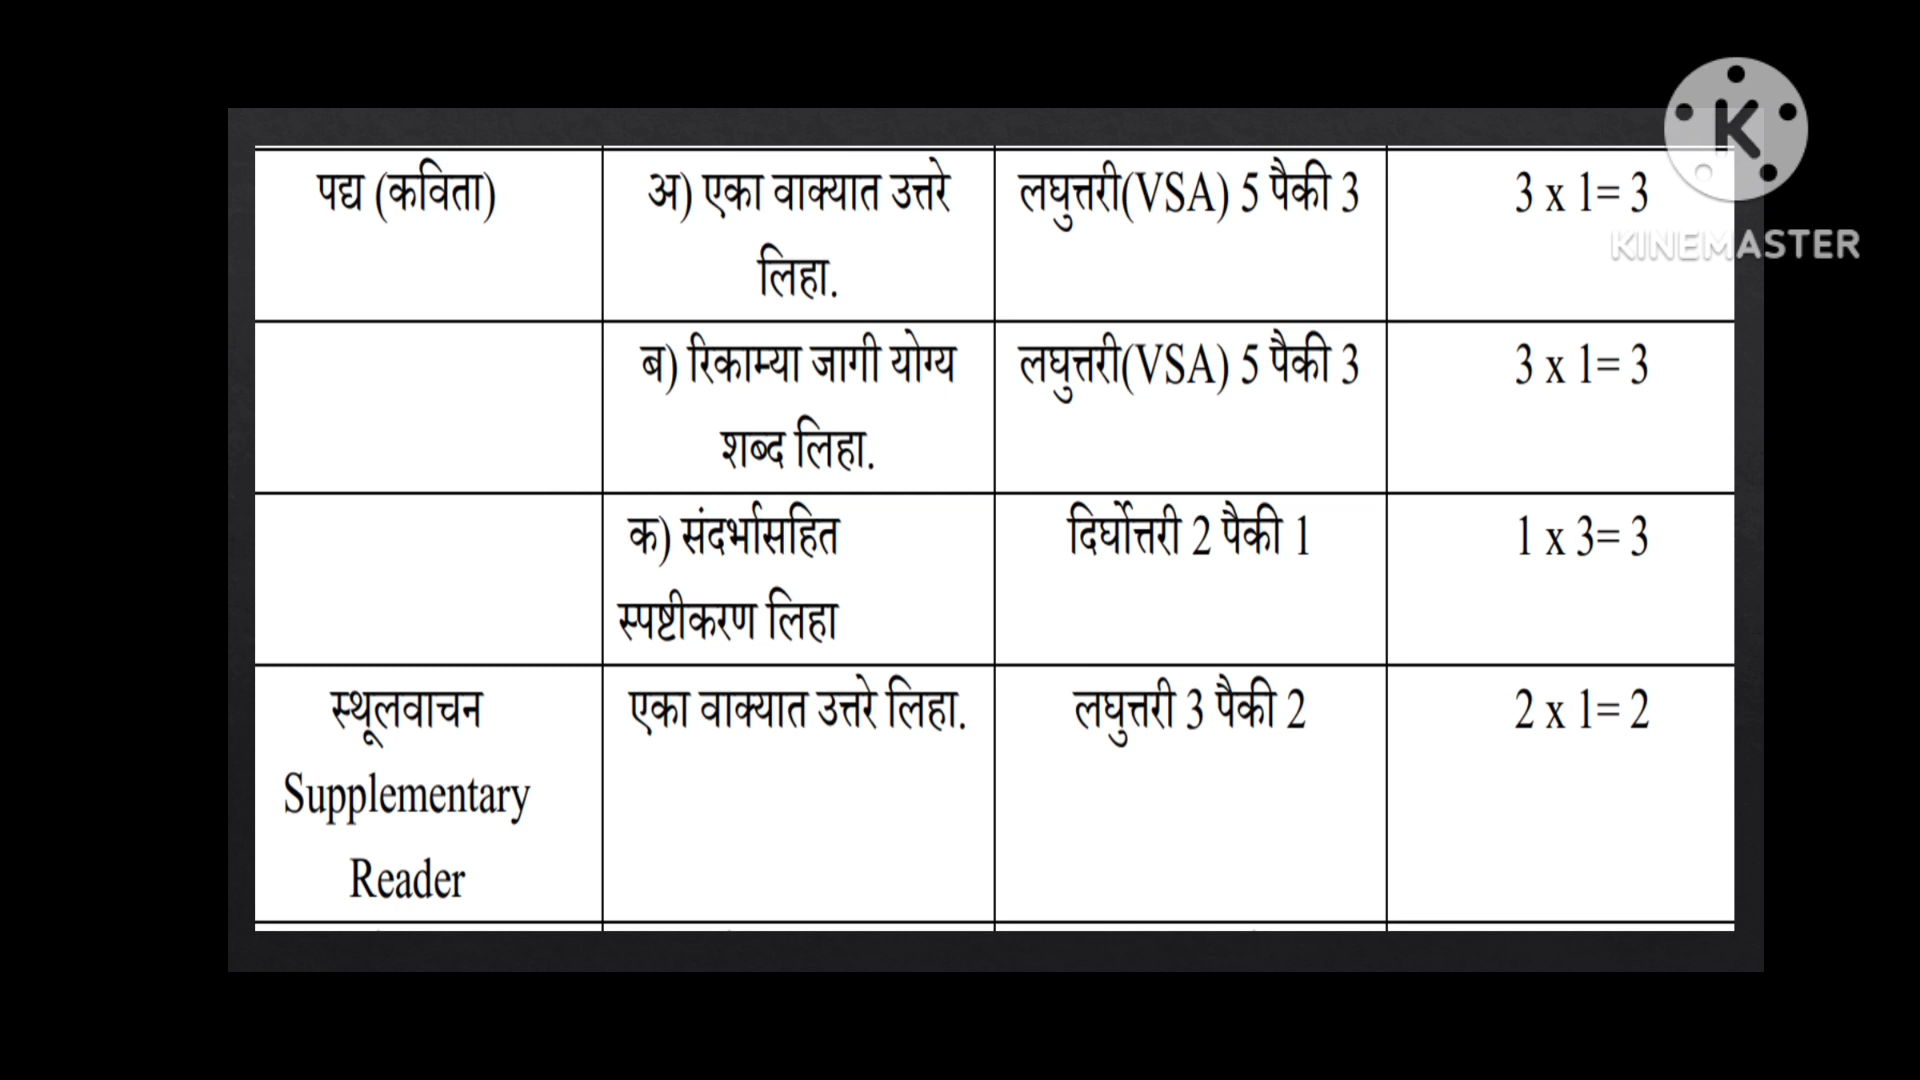 पद्य (कविता)
अ) एका वाक्यात उत्तरे
लिहा.
लघुत्तरी(VSA) 5 पैकी 3
3 x 1= 3
ब) रिकाम्या जागी योग्य
शब्द लिहा.
लघुत्तरी(VSA) 5 पैकी 3
3 x 1= 3
क) संदर्भासहित
स्पष्टीकरण लिहा
दिर्घोत्तरी 2 पैकी 1
1 x 3= 3
स्थूलवाचन
Supplementary
Reader
एका वाक्यात उत्तरे लिहा.
लघुत्तरी 3 पैकी 2
2 x 1= 2
K
KINEMASTER